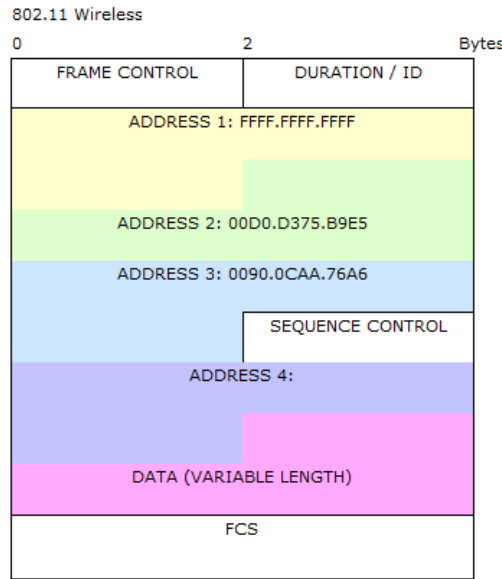 802.11 Wireless
0 2 Bytes
FRAME CONTROL DURATION / ID
ADDRESS 1: FFFF.FFFF.FFFF
ADDRESS 2: 00D0.D375.B9E5
ADDRESS 3: 0090.0CAA.76A6
SEQUENCE CONTROL
ADDRESS 4:
DATA (VARIABLE LENGTH)
FCS